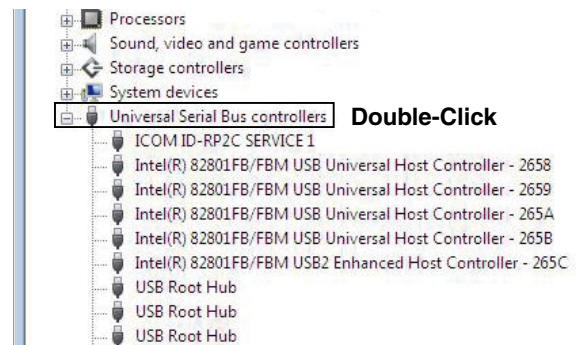 Processors
Sound, video and game controllers
Storage controllers
System devices
Universal Serial Bus controllers Double-Click
ICOM ID-RP2C SERVICE 1
Intel(R) 82801FB/FBM USB Universal Host Controller - 2658
Intel(R) 82801FB/FBM USB Universal Host Controller - 2659
Intel(R) 82801FB/FBM USB Universal Host Controller - 265A
Intel(R) 82801FB/FBM USB Universal Host Controller - 265B
Intel(R) 82801FB/FBM USB2 Enhanced Host Controller - 265C
USB Root Hub
USB Root Hub
USB Root Hub